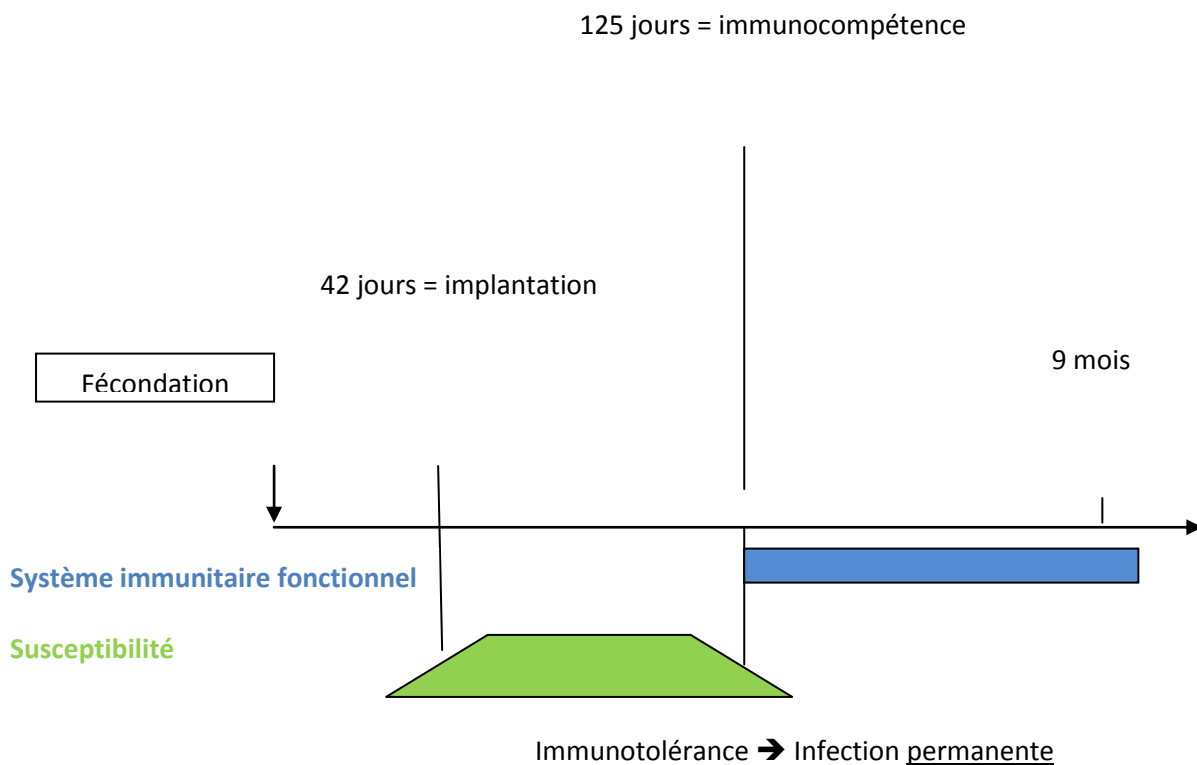 125 jours = immunocompétence
42 jours = implantation
9 mois
Fécondation
Système immunitaire fonctionnel
Susceptibilité
Immunotolérance ➔ Infection permanente